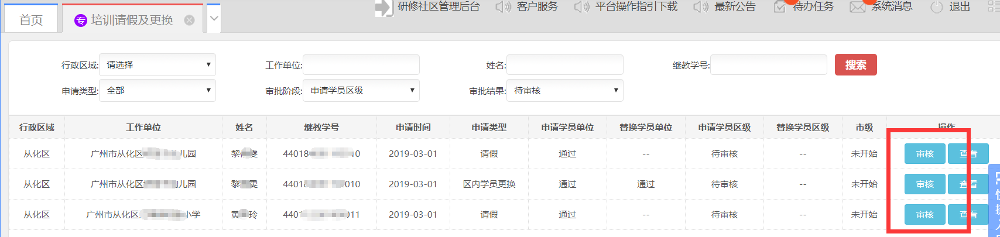 研修社区管理后台 客户服务 平台操作指引下载 最新公告 待办任务 系统消息 退出
首页 专 培训请假及更换
行政区域: 请选择 工作单位: 姓名: 继教学号: 搜索
申请类型: 全部 审批阶段: 申请学员区级 审批结果: 待审核
行政区域 工作单位 姓名 继教学号 申请时间 申请类型 申请学员单位 替换学员单位 申请学员区级 替换学员区级 市级 操作
从化区 广州市从化区 儿园 黎 雯 44018 10 2019-03-01 请假 通过 -- 待审核 -- 未开始 审核 查看
从化区 广州市从化区 儿园 黎 雯 44018 010 2019-03-01 区内学员更换 通过 通过 待审核 -- 未开始 审核 查看
从化区 广州市从化区 小学 黄 玲 4401 011 2019-03-01 请假 通过 -- 待审核 -- 未开始 审核 查看
快
捷